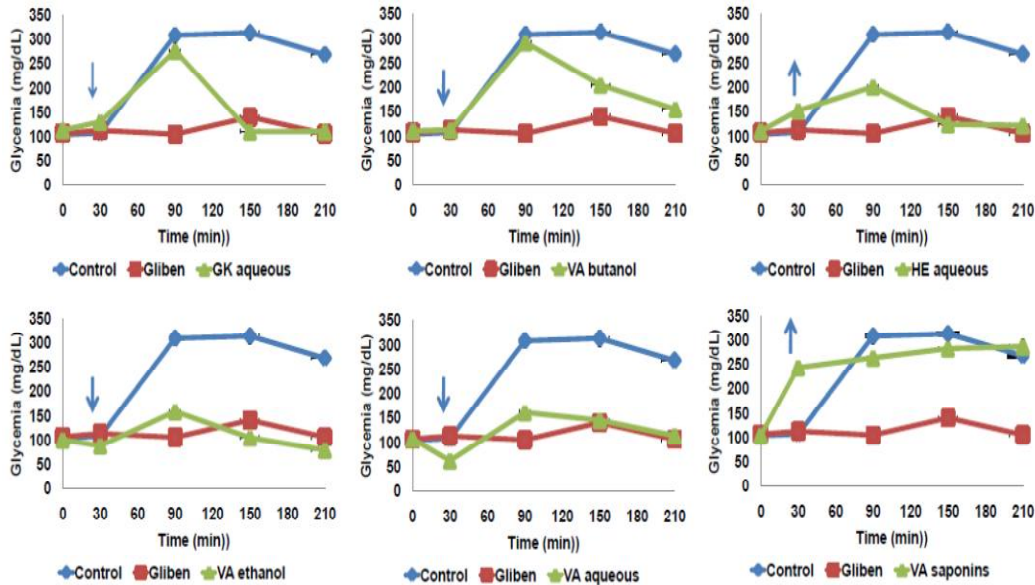 Glycemia (mg/dL)
350
300
250
200
150
100
50
0
0 30 60 90 120 150 180 210
Time (min))
Control Gliben GK aqueous
Glycemia (mg/dL)
350
300
250
200
150
100
50
0
0 30 60 90 120 150 180 210
Time (min))
Control Gliben VA butanol
Glycemia (mg/dL)
350
300
250
200
150
100
50
0
0 30 60 90 120 150 180 210
Time (min))
Control Gliben HE aqueous
Glycemia (mg/dL)
350
300
250
200
150
100
50
0
0 30 60 90 120 150 180 210
Time (min))
Control Gliben VA ethanol
Glycemia (mg/dL)
350
300
250
200
150
100
50
0
0 30 60 90 120 150 180 210
Time (min))
Control Gliben VA aqueous
Glycemia (mg/dL)
350
300
250
200
150
100
50
0
0 30 60 90 120 150 180 210
Time (min))
Control Gliben VA saponins